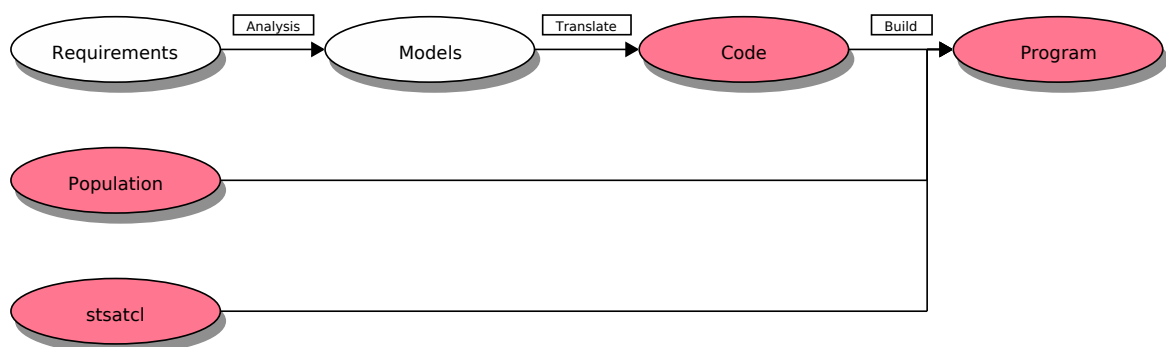 Analysis
Translate
Build
Requirements
Models
Code
Program
Population
stsatcl